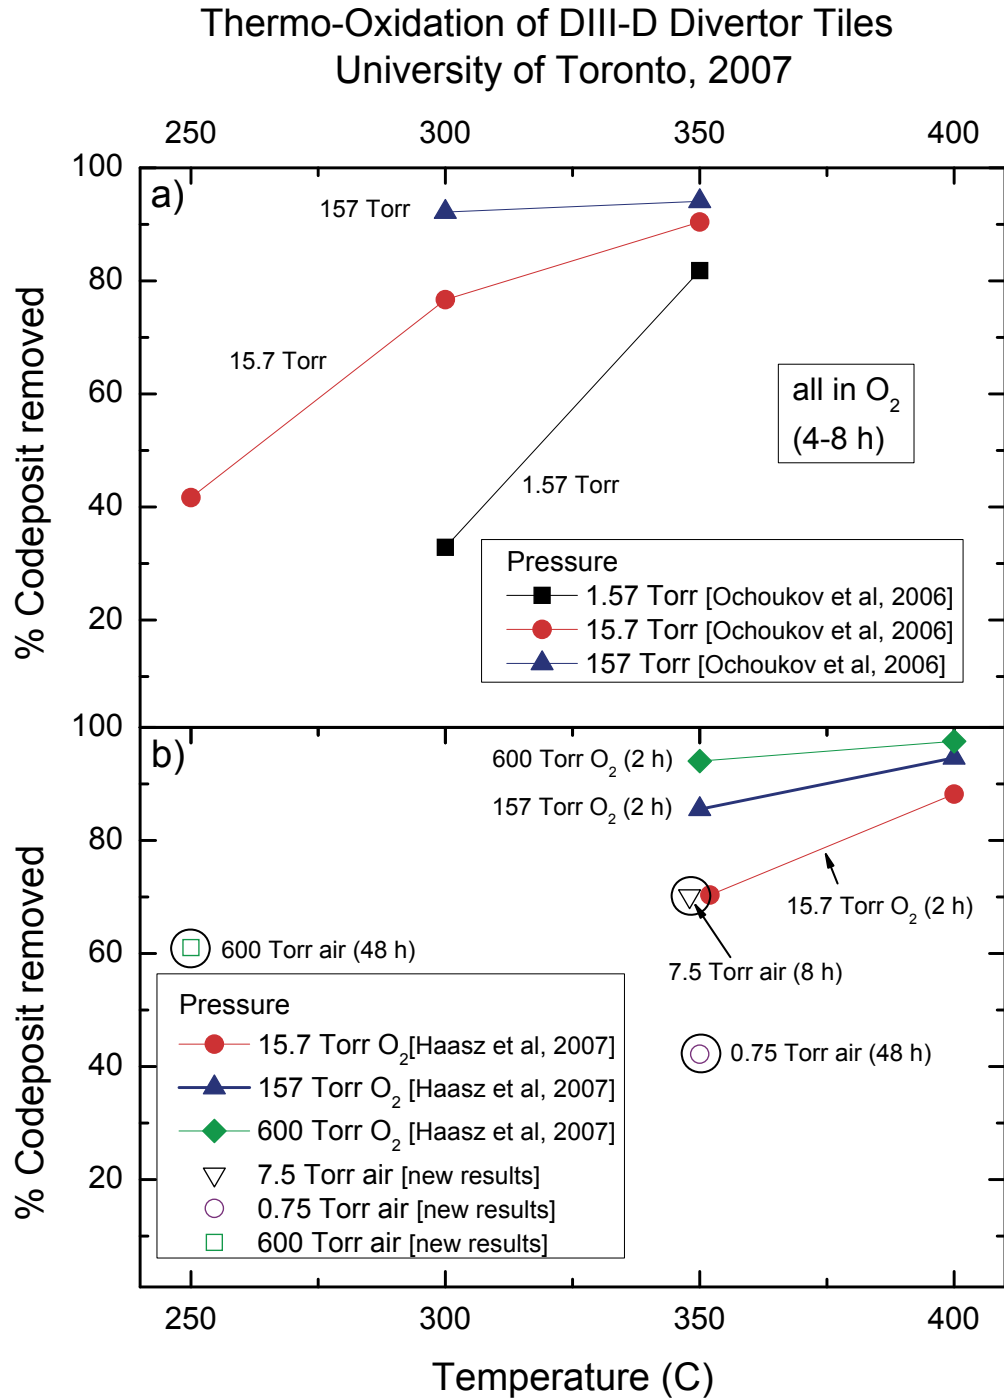 Thermo-Oxidation of DIII-D Divertor Tiles
University of Toronto, 2007
250 300 350 400
100
80
60
40
20
% Codeposit removed
a)
157 Torr
15.7 Torr
1.57 Torr
all in O2
(4-8 h)
Pressure
1.57 Torr [Ochoukov et al, 2006]
15.7 Torr [Ochoukov et al, 2006]
157 Torr [Ochoukov et al, 2006]
100
80
60
40
20
% Codeposit removed
b)
600 Torr O2 (2 h)
157 Torr O2 (2 h)
15.7 Torr O2 (2 h)
7.5 Torr air (8 h)
600 Torr air (48 h)
0.75 Torr air (48 h)
Pressure
15.7 Torr O2[Haasz et al, 2007]
157 Torr O2 [Haasz et al, 2007]
600 Torr O2 [Haasz et al, 2007]
7.5 Torr air [new results]
0.75 Torr air [new results]
600 Torr air [new results]
250 300 350 400
Temperature (C)